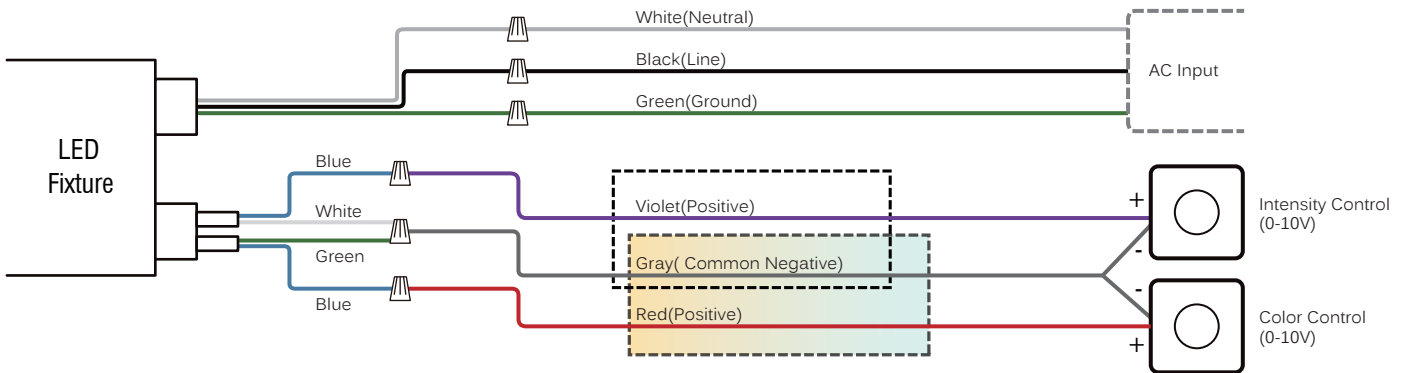 White(Neutral)
Black(Line)
AC Input
Green(Ground)
LED
Fixture
Blue
White
Green
Blue
Violet(Positive)
Gray( Common Negative)
Red(Positive)
+
-
Intensity Control
(0-10V)
-
+
Color Control
(0-10V)